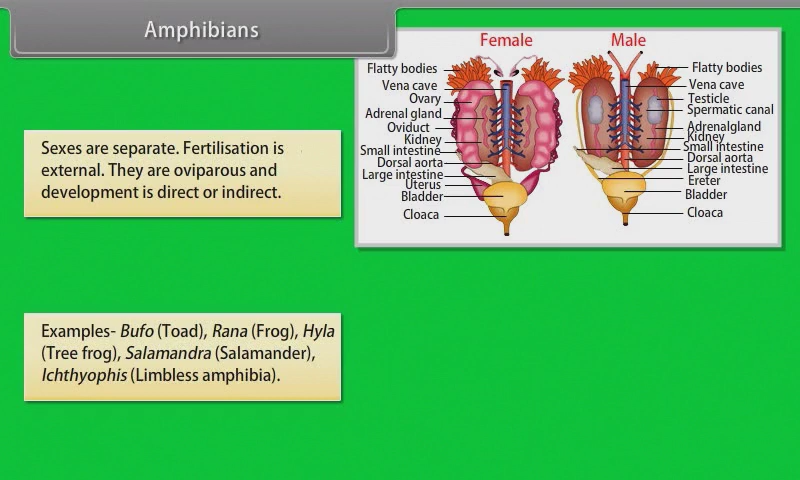 Amphibians
Sexes are separate. Fertilisation is
external. They are oviparous and
development is direct or indirect.
Examples- Bufo (Toad), Rana (Frog), Hyla
(Tree frog), Salamandra (Salamander),
Ichthyophis (Limbless amphibia).
Female
Flatty bodies
Vena cave
Ovary
Adrenal gland
Oviduct
Kidney
Small intestine
Dorsal aorta
Large intestine
Uterus
Bladder
Cloaca
Male
Flatty bodies
Vena cave
Testicle
Spermatic canal
Adrenalgland
Kidney
Small intestine
Dorsal aorta
Large intestine
Ereter
Bladder
Cloaca